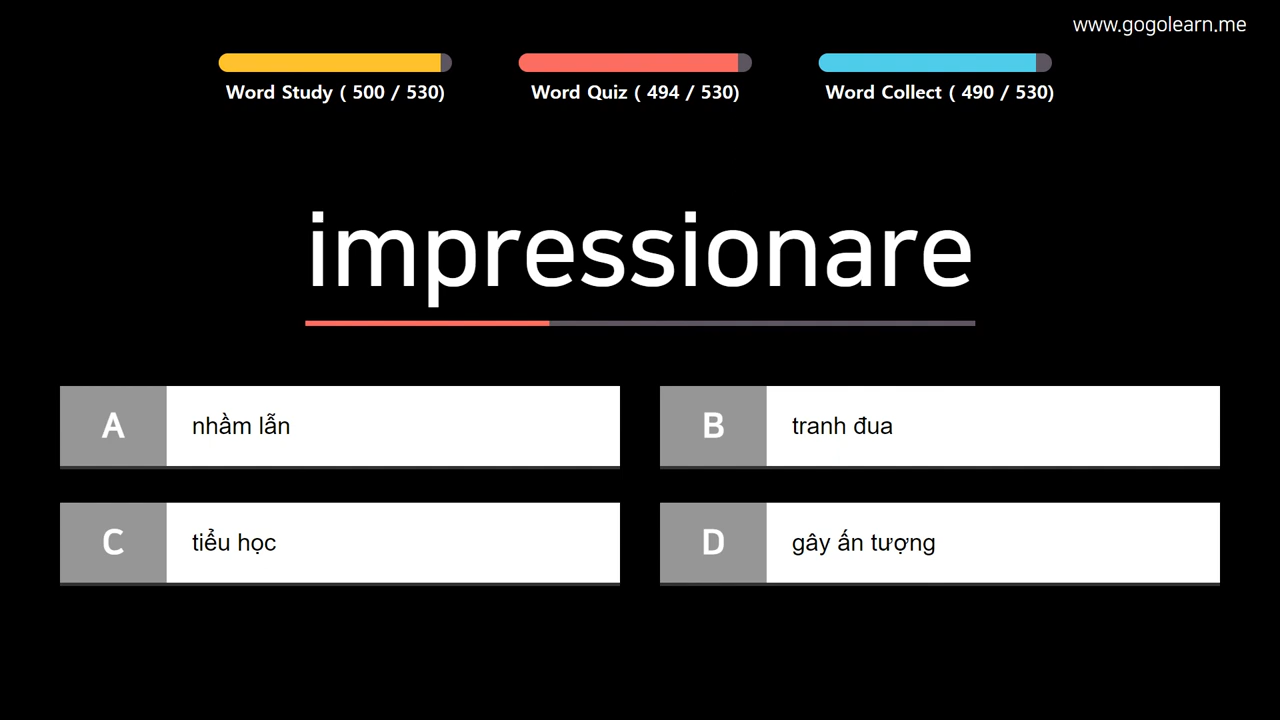 www.gogolearn.me
Word Study ( 500 / 530)
Word Quiz ( 494 / 530)
Word Collect ( 490 / 530)
impressionare
A
nhầm lẫn
B
tranh đua
C
tiểu học
D
gây ấn tượng